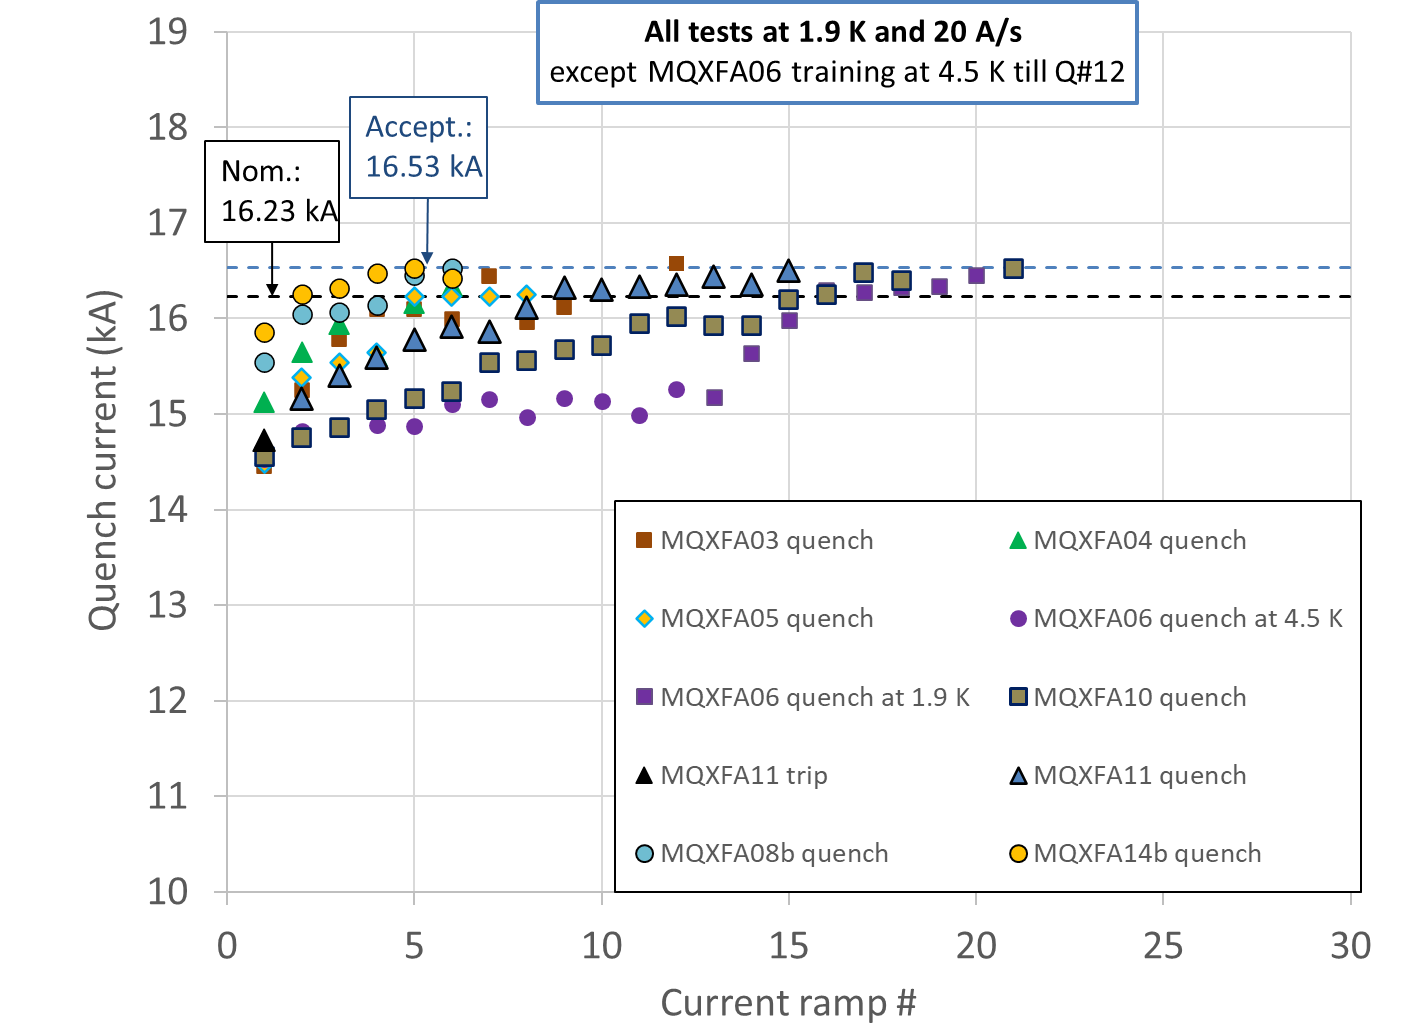 All tests at 1.9 K and 20 A/s
except MQXFA06 training at 4.5 K till Q#12
Accept.:
16.53 kA
Nom.:
16.23 kA
19
18
17
16
15
14
13
12
11
10
Quench current (kA)
MQXFA03 quench
MQXFA04 quench
MQXFA05 quench
MQXFA06 quench at 4.5 K
MQXFA06 quench at 1.9 K
MQXFA10 quench
MQXFA11 trip
MQXFA11 quench
MQXFA08b quench
MQXFA14b quench
0
5
10
15
20
25
30
Current ramp #